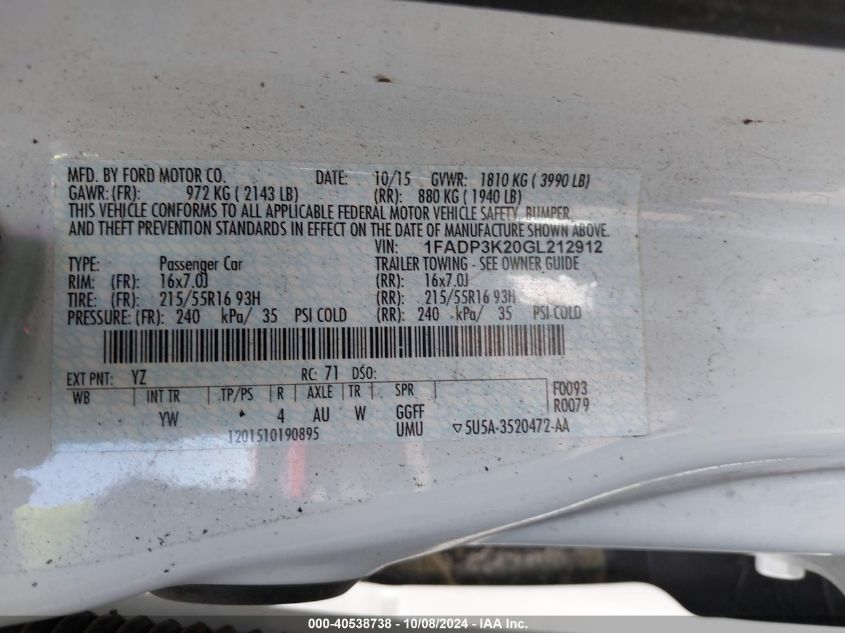 MFD. BY FORD MOTOR CO. DATE: 10/15 GVWR: 1810 KG ( 3990 LB)
GAWR: (FR): 972 KG ( 2143 LB) (RR): 880 KG ( 1940 LB)
THIS VEHICLE CONFORMS TO ALL APPLICABLE FEDERAL MOTOR VEHICLE SAFETY, BUMPER,
AND THEFT PREVENTION STANDARDS IN EFFECT ON THE DATE OF MANUFACTURE SHOWN ABOVE.
VIN: 1FADP3K20GL212912
TYPE: Passenger Car TRAILER TOWING - SEE OWNER GUIDE
RIM: (FR): 16x7.0J (RR): 16x7.0J
TIRE: (FR): 215/55R16 93H (RR): 215/55R16 93H
PRESSURE: (FR): 240 kPa/ 35 PSI COLD (RR): 240 kPa/ 35 PSI COLD
EXT PNT: YZ RC: 71 DSO:
WB INT TR TP/PS R AXLE TR SPR F0093
YW * 4 AU W GGFF R0079
1201510190895 UMU ▽5U5A-3520472-AA
000-40538738 - 10/08/2024 - IAA Inc.